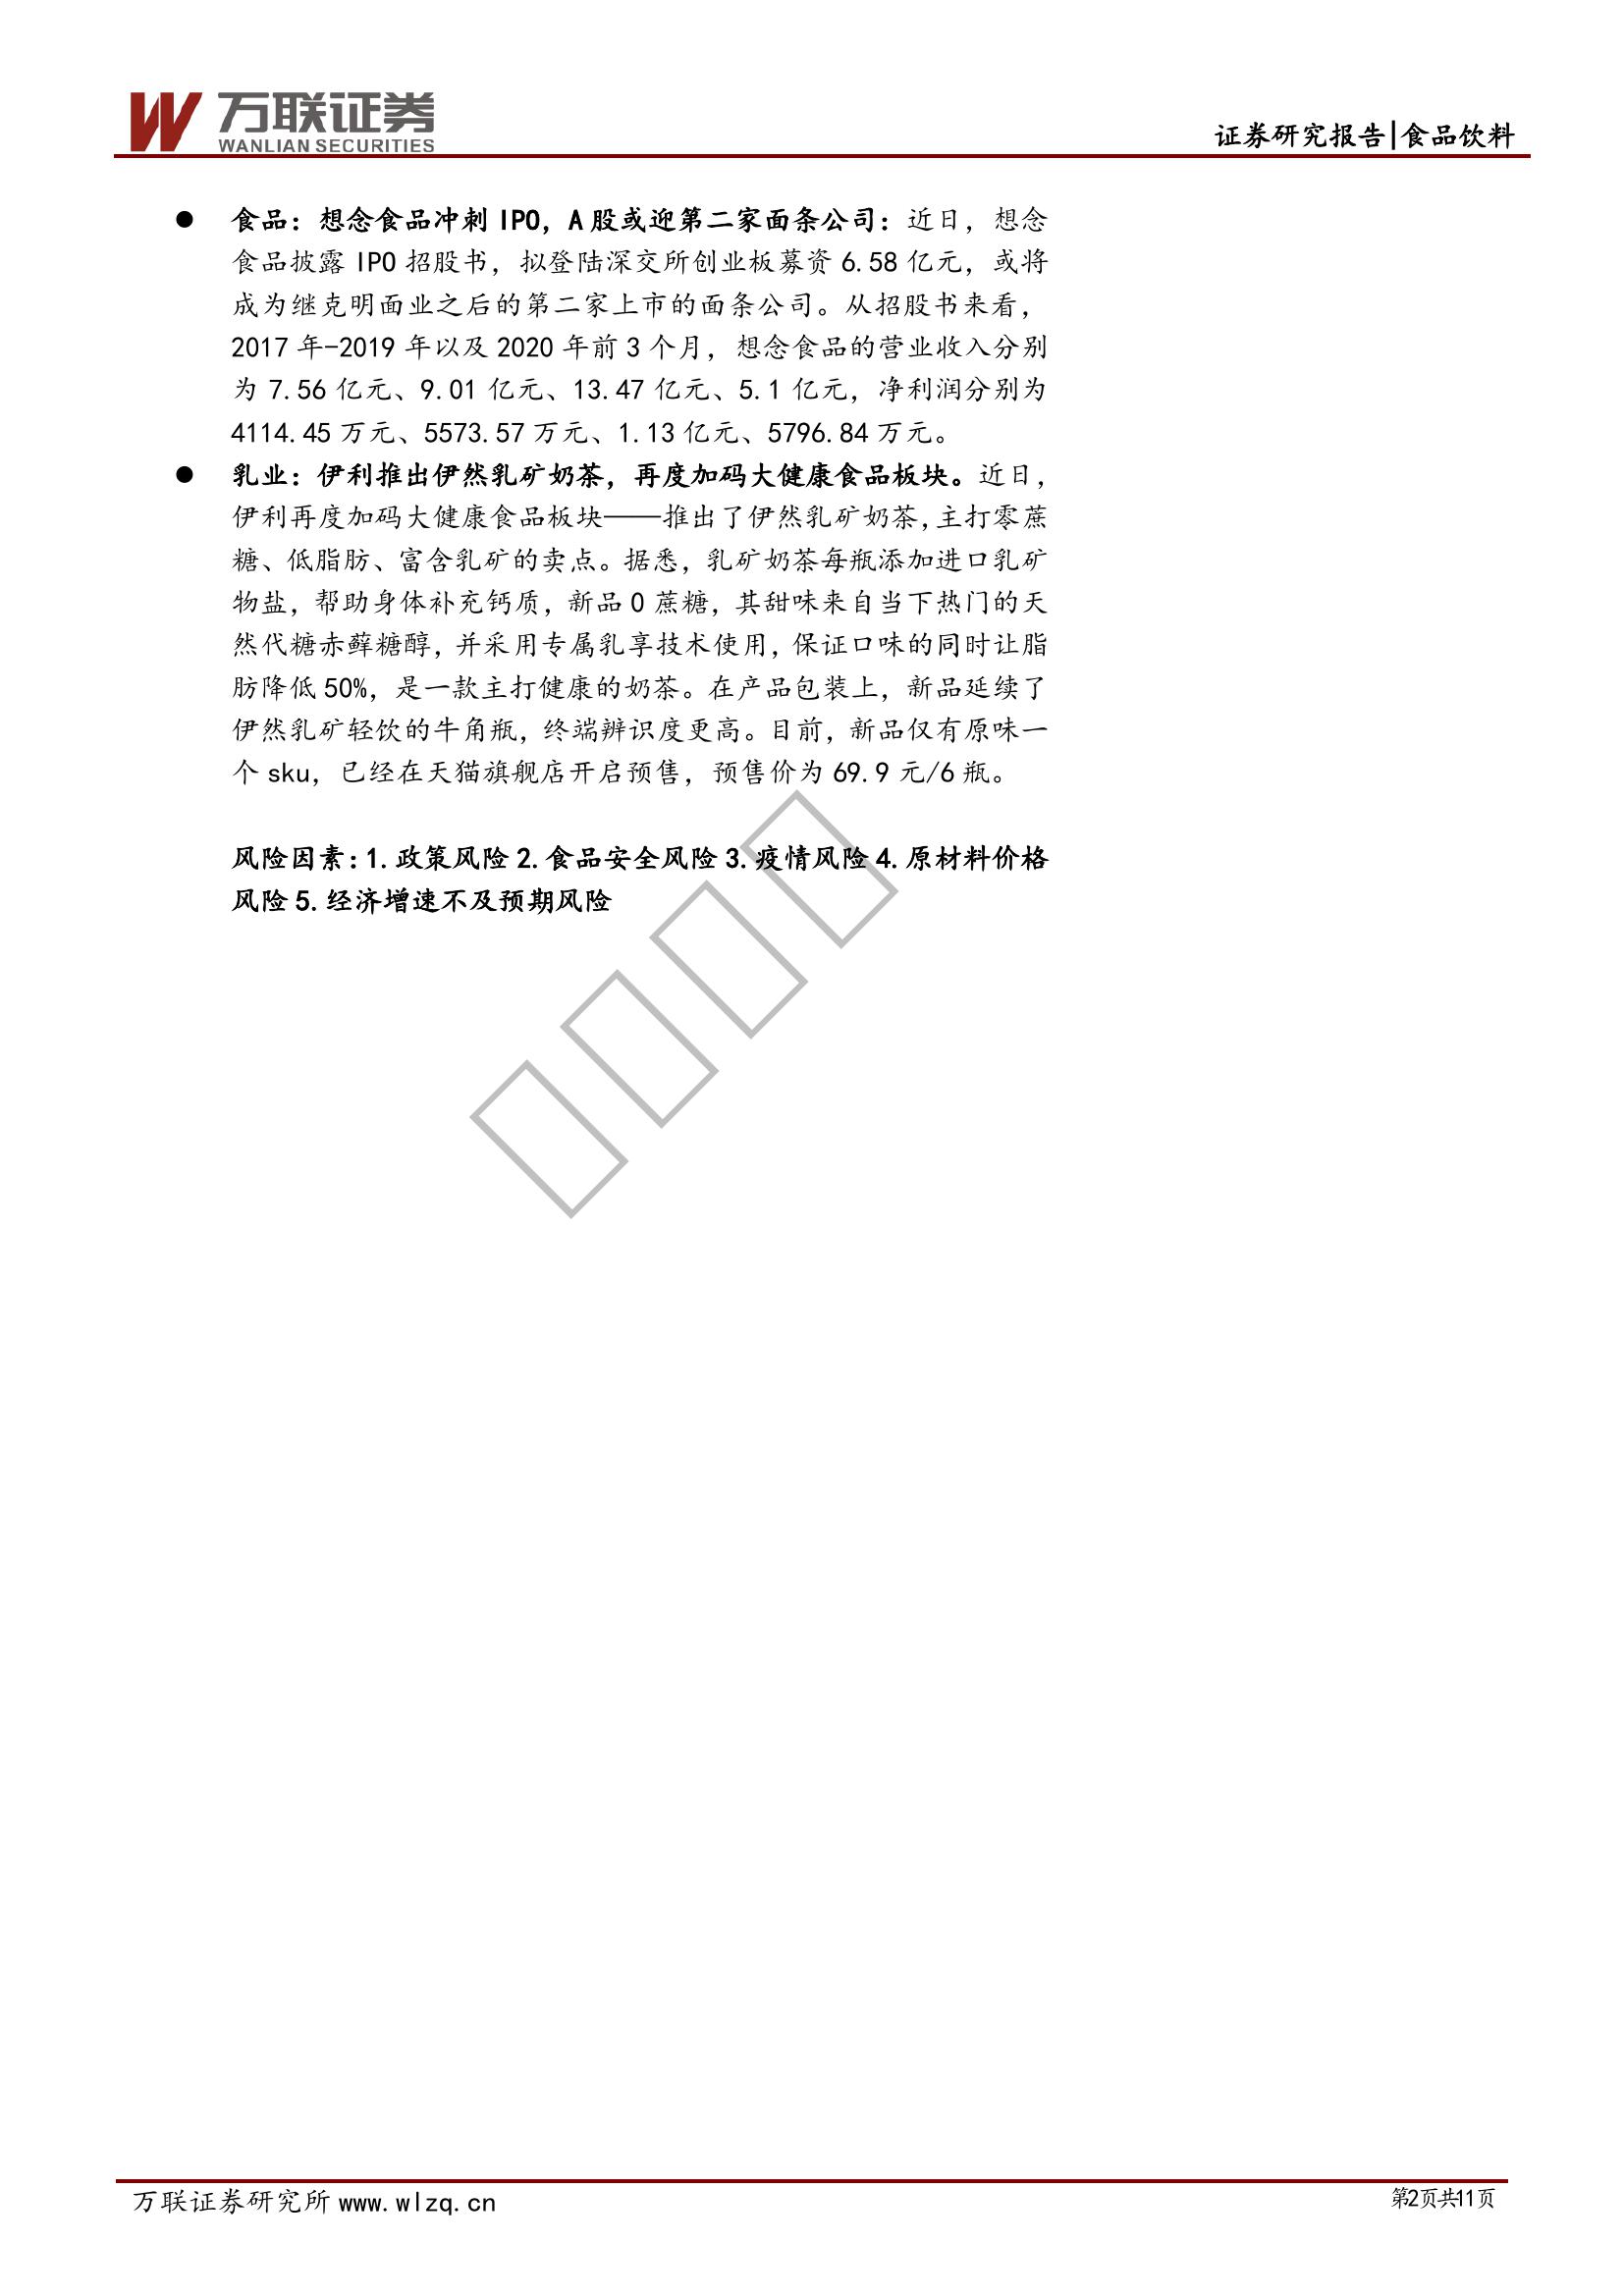 万联证券
WANLIAN SECURITIES
证券研究报告|食品饮料
● 食品：想念食品冲刺 IPO，A 股或迎第二家面条公司：近日，想念
食品披露 IPO 招股书，拟登陆深交所创业板募资 6.58 亿元，或将
成为继克明面业之后的第二家上市的面条公司。从招股书来看，
2017 年-2019 年以及 2020 年前 3 个月，想念食品的营业收入分别
为 7.56 亿元、9.01 亿元、13.47 亿元、5.1 亿元，净利润分别为
4114.45 万元、5573.57 万元、1.13 亿元、5796.84 万元。
● 乳业：伊利推出伊然乳矿奶茶，再度加码大健康食品板块。近日，
伊利再度加码大健康食品板块——推出了伊然乳矿奶茶，主打零蔗
糖、低脂肪、富含乳矿的卖点。据悉，乳矿奶茶每瓶添加进口乳矿
物盐，帮助身体补充钙质，新品 0 蔗糖，其甜味来自当下热门的天
然代糖赤藓糖醇，并采用专属乳享技术使用，保证口味的同时让脂
肪降低 50%，是一款主打健康的奶茶。在产品包装上，新品延续了
伊然乳矿轻饮的牛角瓶，终端辨识度更高。目前，新品仅有原味一
个 sku，已经在天猫旗舰店开启预售，预售价为 69.9 元/6 瓶。
风险因素：1.政策风险 2.食品安全风险 3.疫情风险 4.原材料价格
风险 5.经济增速不及预期风险
万联证券研究所 www.wlzq.cn
第2页共11页